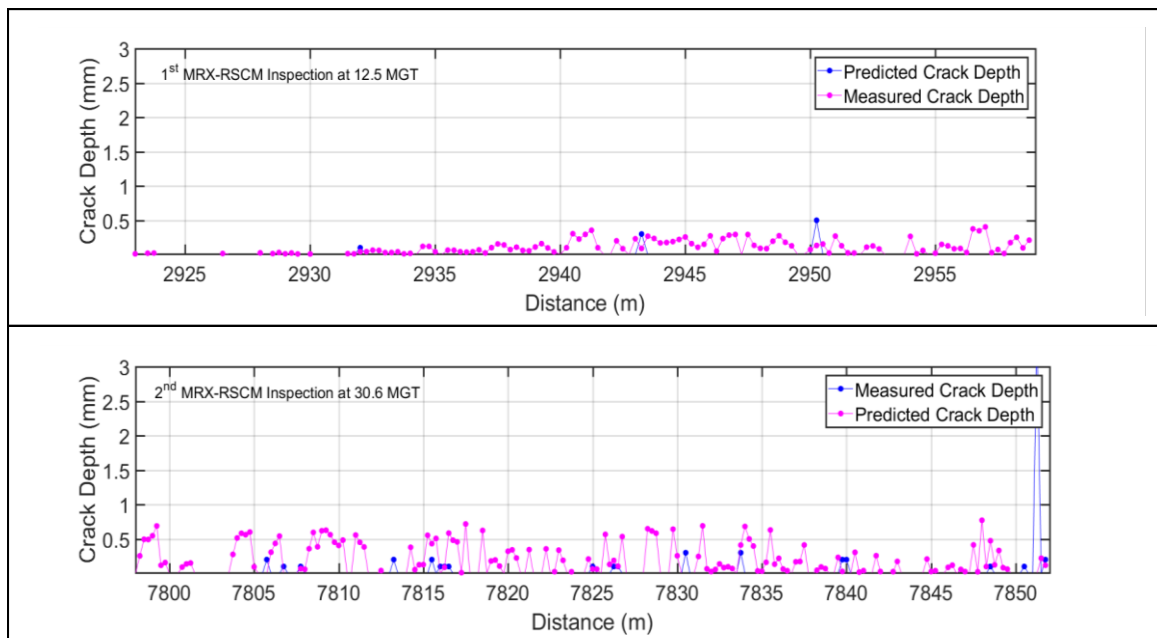 1st MRX-RSCM Inspection at 12.5 MGT
Predicted Crack Depth
Measured Crack Depth
Crack Depth (mm)
3
2.5
2
1.5
1
0.5
2925 2930 2935 2940 2945 2950 2955
Distance (m)
2nd MRX-RSCM Inspection at 30.6 MGT
Measured Crack Depth
Predicted Crack Depth
Crack Depth (mm)
3
2.5
2
1.5
1
0.5
7800 7805 7810 7815 7820 7825 7830 7835 7840 7845 7850
Distance (m)